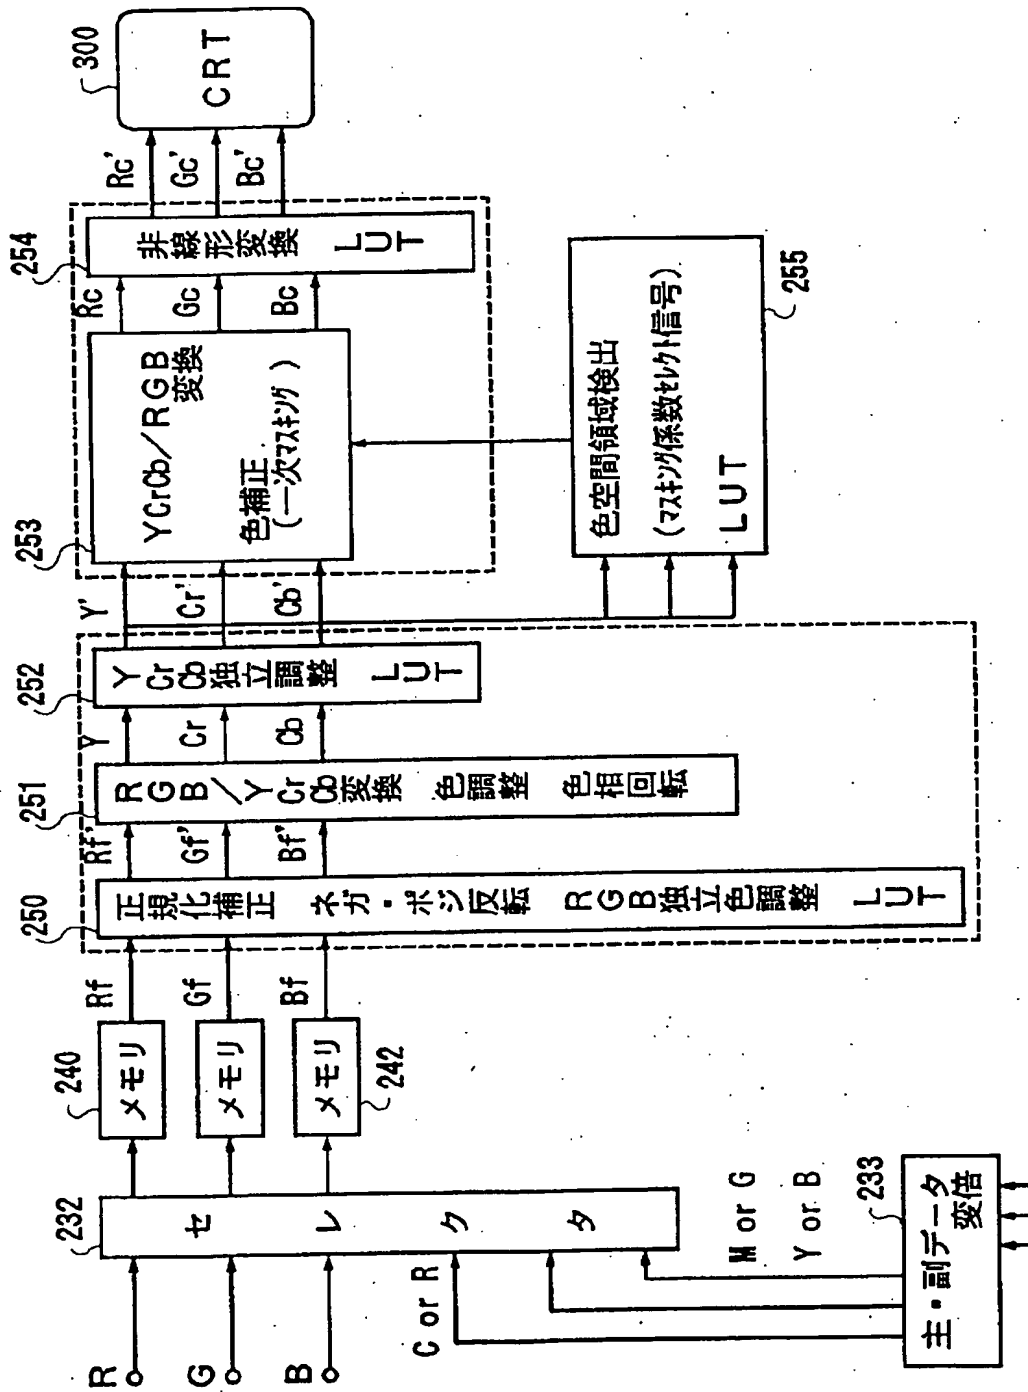 R
G
B
232
セレクタ
C or R
M or G
Y or B
233
主・副データ
変倍
240
メモリ
メモリ
メモリ
242
Rf
Gf
Bf
250
正規化補正 ネガ・ポジ反転 RGB独立色調整 LUT
Rf'
Gf'
Bf'
251
RGB/YCrCb変換 色調整 色相回転
Y
Cr
Cb
252
YCrCb独立調整 LUT
Y'
Cr'
Cb'
253
YCrCb/RGB
変換
色補正
(一次マスキング)
255
色空間領域検出
(マスキング係数セレクト信号)
LUT
Rc
Gc
Bc
254
非線形変換 LUT
Rc'
Gc'
Bc'
300
CRT